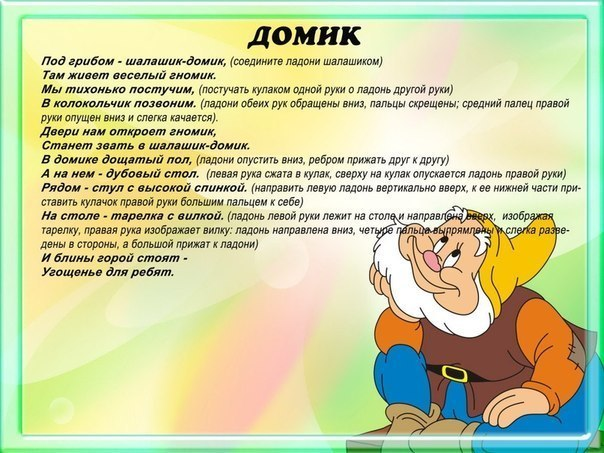 ДОМИК
Под грибом - шалашик-домик, (соедините ладони шалашиком)
Там живет веселый гномик.
Мы тихонько постучим, (постучать кулаком одной руки о ладонь другой руки)
В колокольчик позвоним. (ладони обеих рук обращены вниз, пальцы скрещены; средний палец правой
руки опущен вниз и слегка качается).
Двери нам откроет гномик,
Станет звать в шалашик-домик.
В домике дощатый пол, (ладони опустить вниз, ребром прижать друг к другу)
А на нем - дубовый стол. (левая рука сжата в кулак, сверху на кулак опускается ладонь правой руки)
Рядом - стул с высокой спинкой. (направить левую ладонь вертикально вверх, к ее нижней части при-
ставить кулачок правой руки большим пальцем к себе)
На столе - тарелка с вилкой. (ладонь левой руки лежит на столе и направлена вверх, изображая
тарелку, правая рука изображает вилку: ладонь направлена вниз, четыре пальца выпрямлены и слегка разве-
дены в стороны, а большой прижат к ладони)
И блины горой стоят -
Угощенье для ребят.